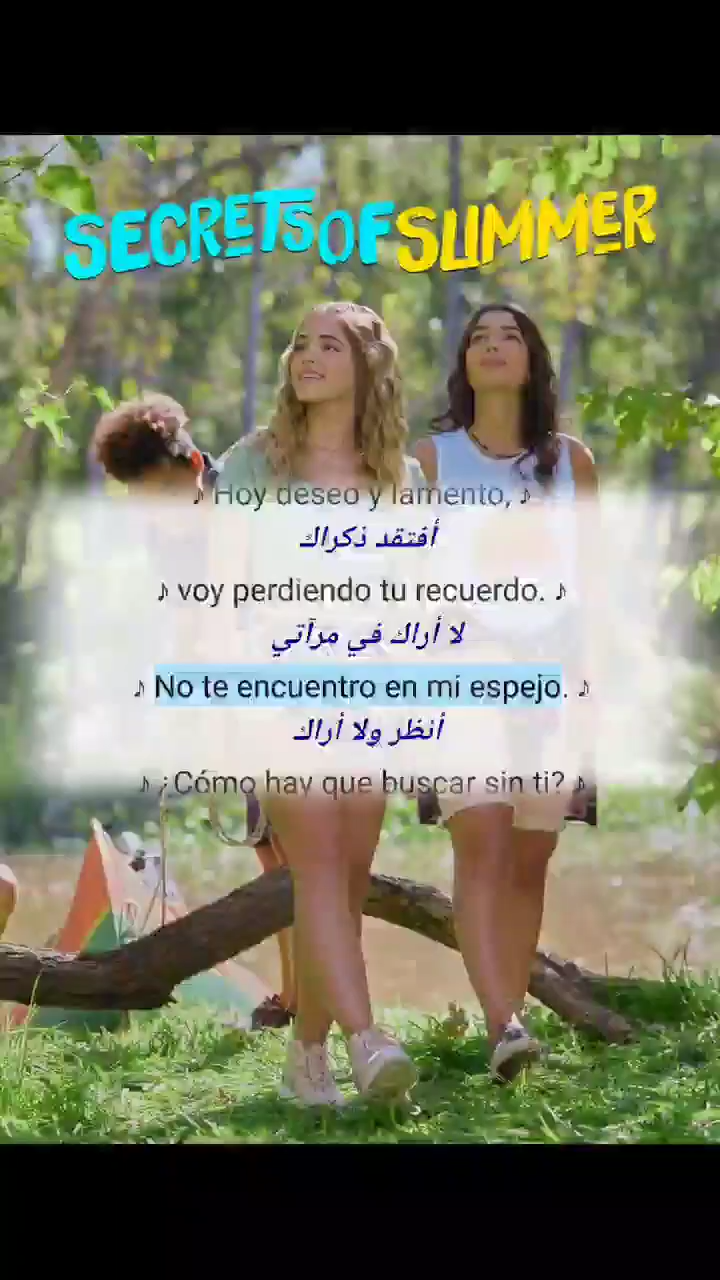 SECRETS OF SUMMER
♪ Hoy deseo y lamento, ♪
أفتقد ذكراك
♪ voy perdiendo tu recuerdo. ♪
لا أراك في مرآتي
♪ No te encuentro en mi espejo. ♪
أنظر ولا أراك
♪ ¿Cómo hay que buscar sin ti? ♪